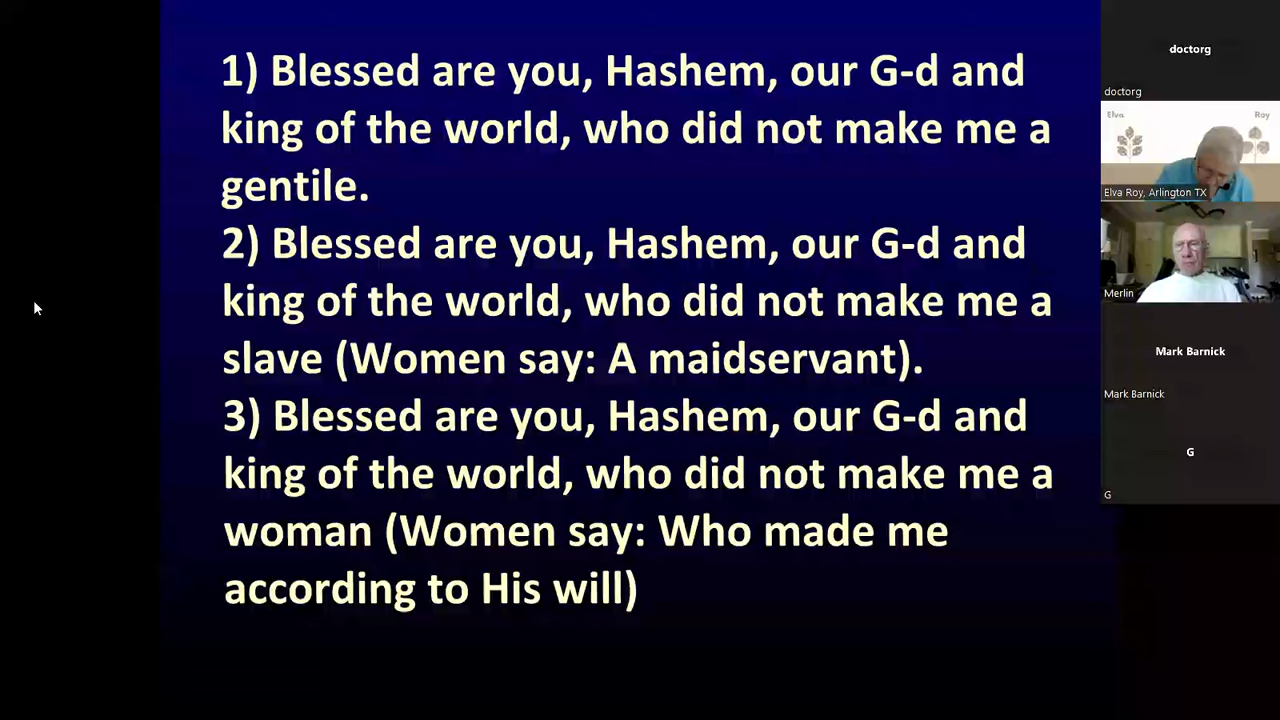 1) Blessed are you, Hashem, our G-d and
king of the world, who did not make me a
gentile.
2) Blessed are you, Hashem, our G-d and
king of the world, who did not make me a
slave (Women say: A maidservant).
3) Blessed are you, Hashem, our G-d and
king of the world, who did not make me a
woman (Women say: Who made me
according to His will)
doctorg
doctorg
Elva
Roy
Elva Roy, Arlington TX
Merlin
Mark Barnick
Mark Barnick
G
G